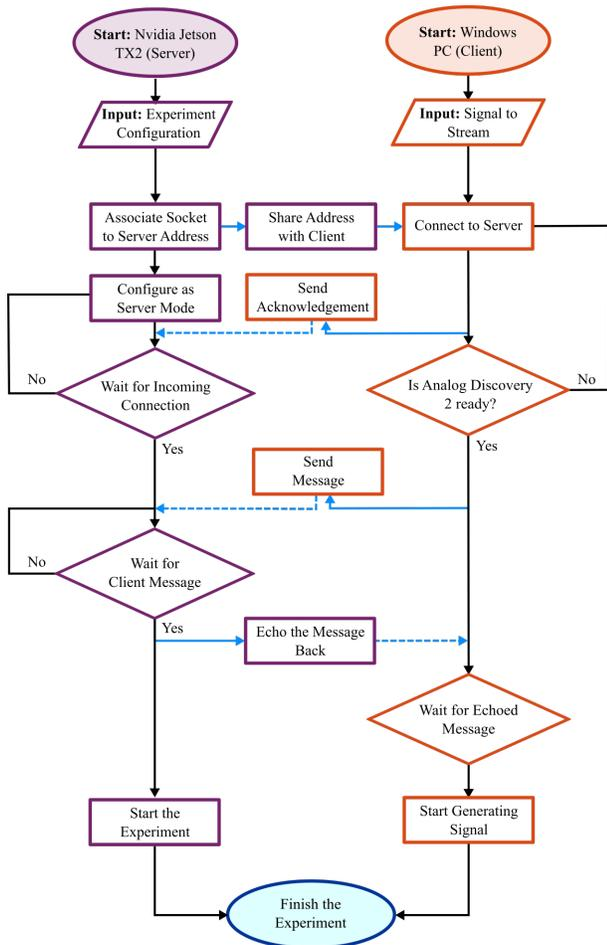 Start: Nvidia Jetson
TX2 (Server)
Start: Windows
PC (Client)
Input: Experiment
Configuration
Input: Signal to
Stream
Associate Socket
to Server Address
Share Address
with Client
Connect to Server
Configure as
Server Mode
Send
Acknowledgement
No
Wait for Incoming
Connection
Is Analog Discovery
2 ready?
No
Yes
Yes
Send
Message
No
Wait for
Client Message
Yes
Echo the Message
Back
Wait for Echoed
Message
Start the
Experiment
Start Generating
Signal
Finish the
Experiment